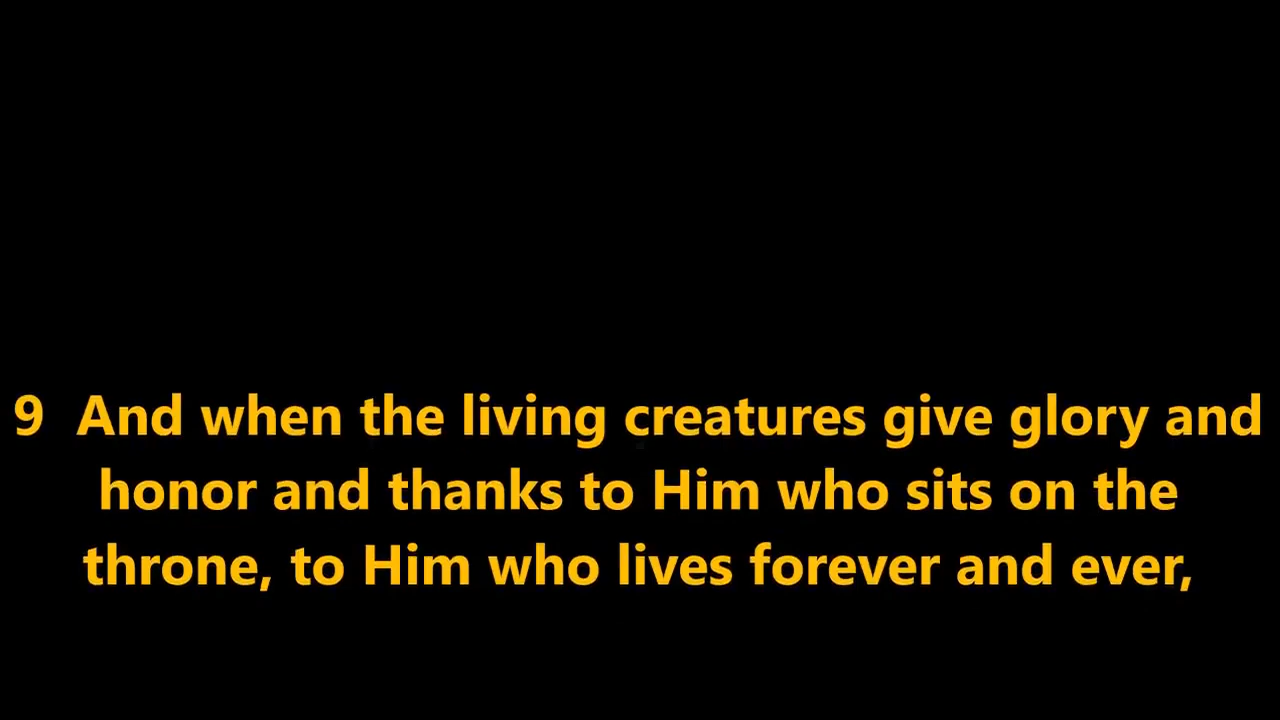 9  And when the living creatures give glory and
honor and thanks to Him who sits on the
throne, to Him who lives forever and ever,